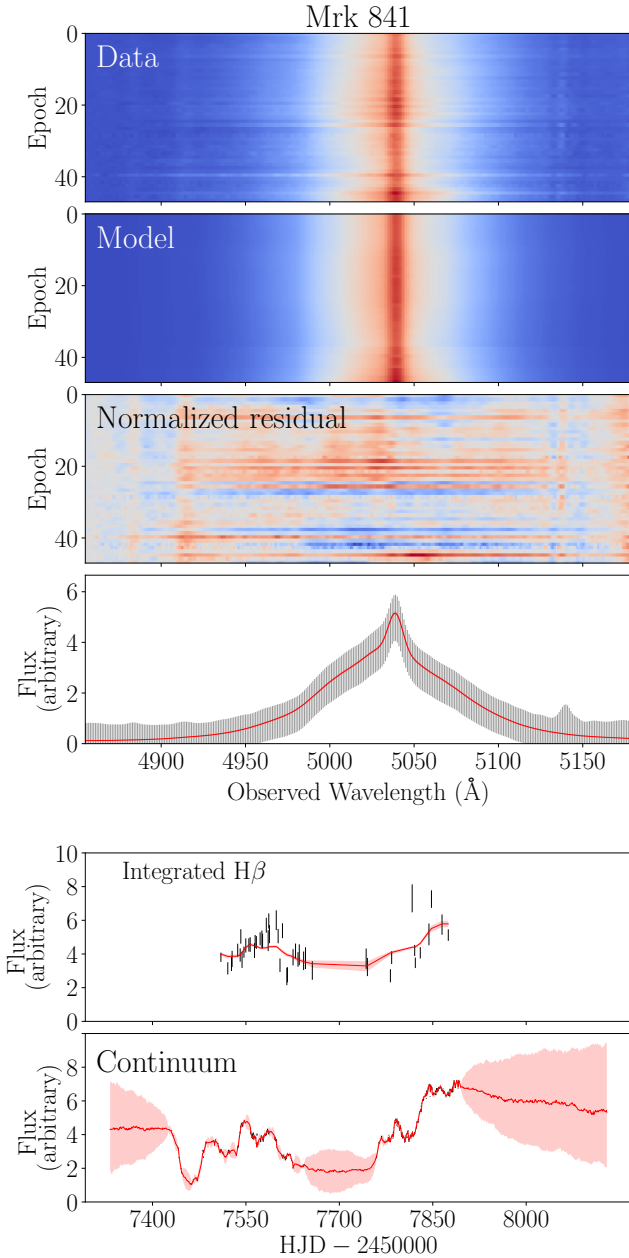 Mrk 841
Data
0
20
40
Epoch
Model
0
20
40
Epoch
Normalized residual
0
20
40
Epoch
6
4
2
0
Flux
(arbitrary)
4900 4950 5000 5050 5100 5150
Observed Wavelength (Å)
Integrated Hβ
10
8
6
4
2
0
Flux
(arbitrary)
Continuum
8
6
4
2
0
Flux
(arbitrary)
7400 7550 7700 7850 8000
HJD − 2450000